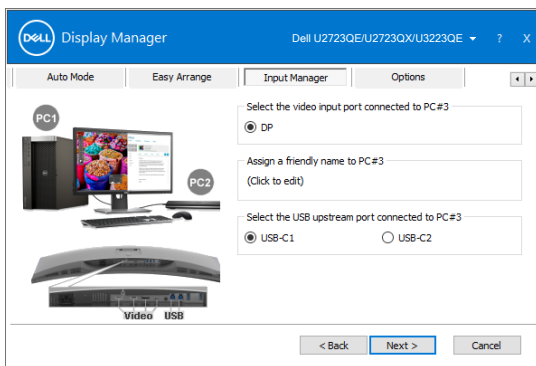 DELL Display Manager
Dell U2723QE/U2723QX/U3223QE ? X
Auto Mode Easy Arrange Input Manager Options
PC1
PC2
Video USB
Select the video input port connected to PC#3
DP
Assign a friendly name to PC#3
(Click to edit)
Select the USB upstream port connected to PC#3
USB-C1 USB-C2
< Back Next > Cancel